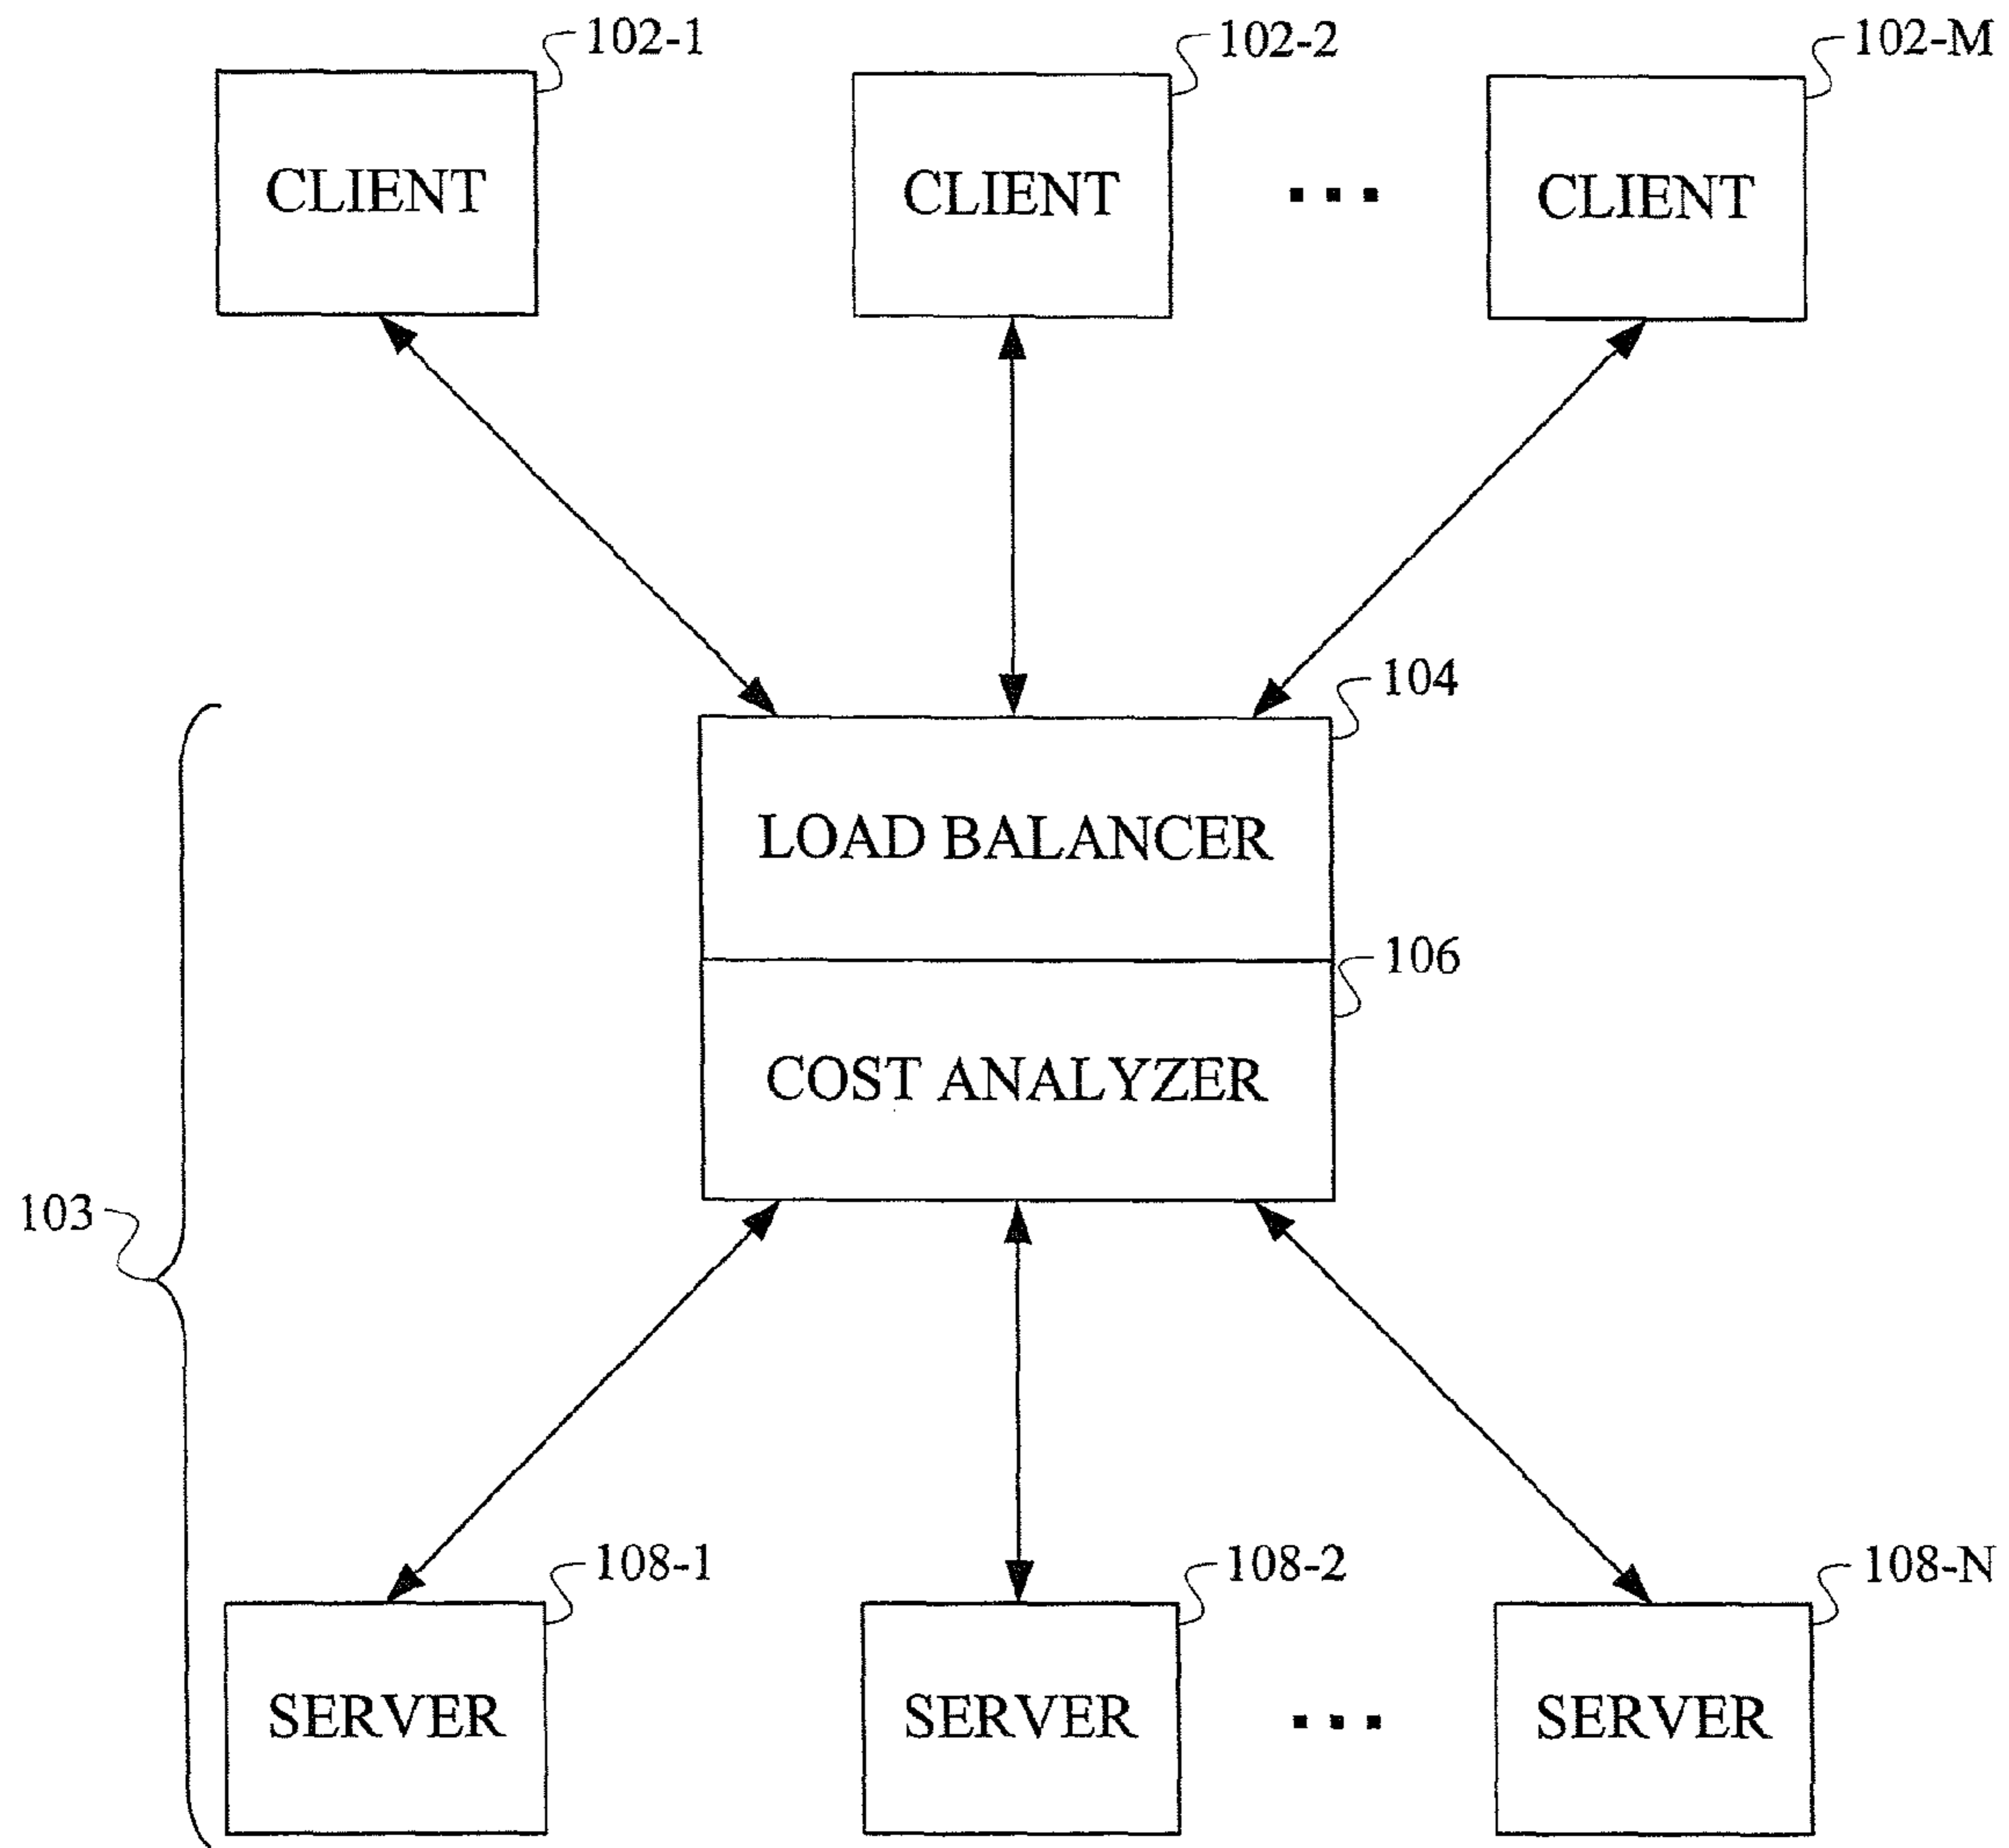 102-1
102-2
102-M
CLIENT
CLIENT
...
CLIENT
104
LOAD BALANCER
106
COST ANALYZER
103
108-1
108-2
108-N
SERVER
SERVER
...
SERVER